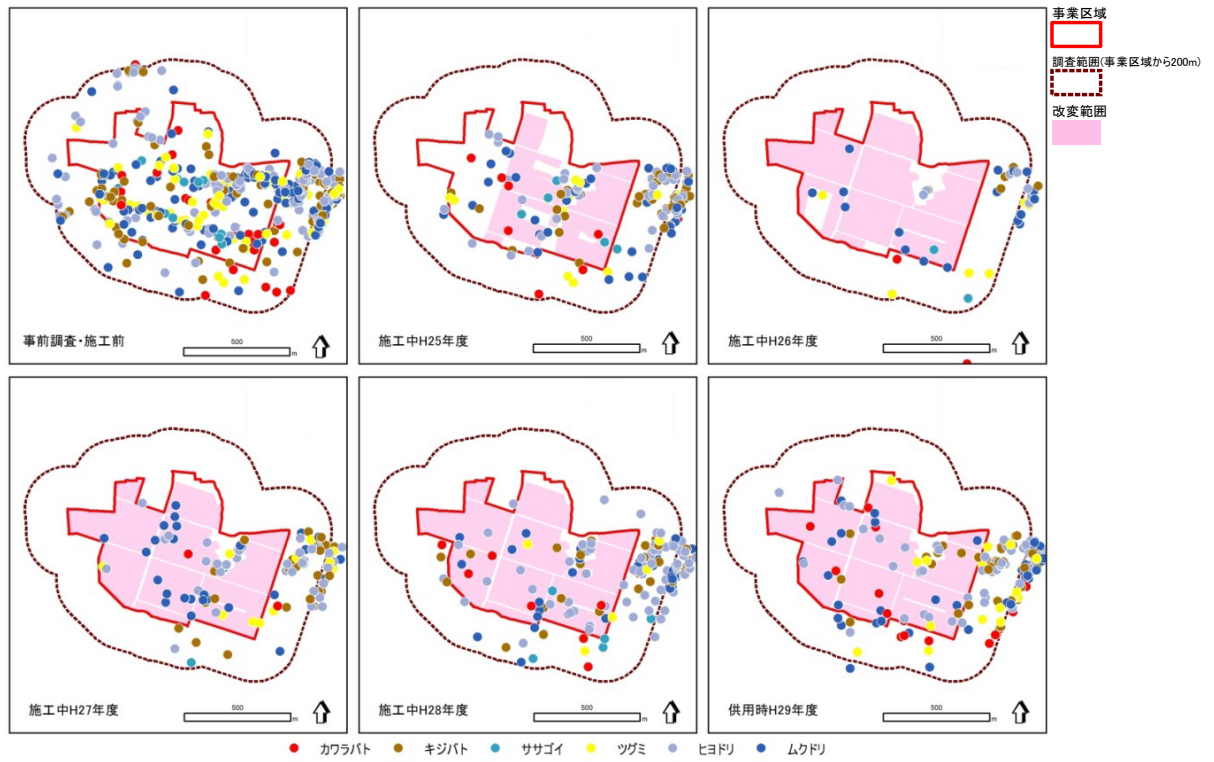 事業区域
調査範囲(事業区域から200m)
改変範囲
事前調査・施工前
500
m
施工中H25年度
500
m
施工中H26年度
500
m
施工中H27年度
500
m
施工中H28年度
500
m
供用時H29年度
500
m
カワラバト キジバト ササゴイ ツグミ ヒヨドリ ムクドリ